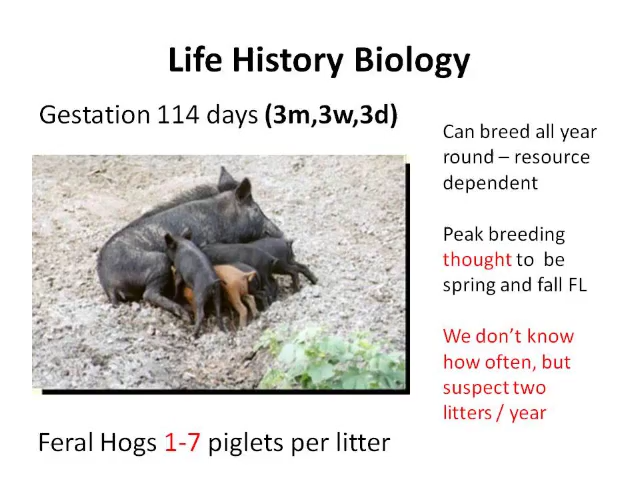 Life History Biology
Gestation 114 days (3m,3w,3d)
Can breed all year
round – resource
dependent
Peak breeding
thought to be
spring and fall FL
We don't know
how often, but
suspect two
litters / year
Feral Hogs 1-7 piglets per litter